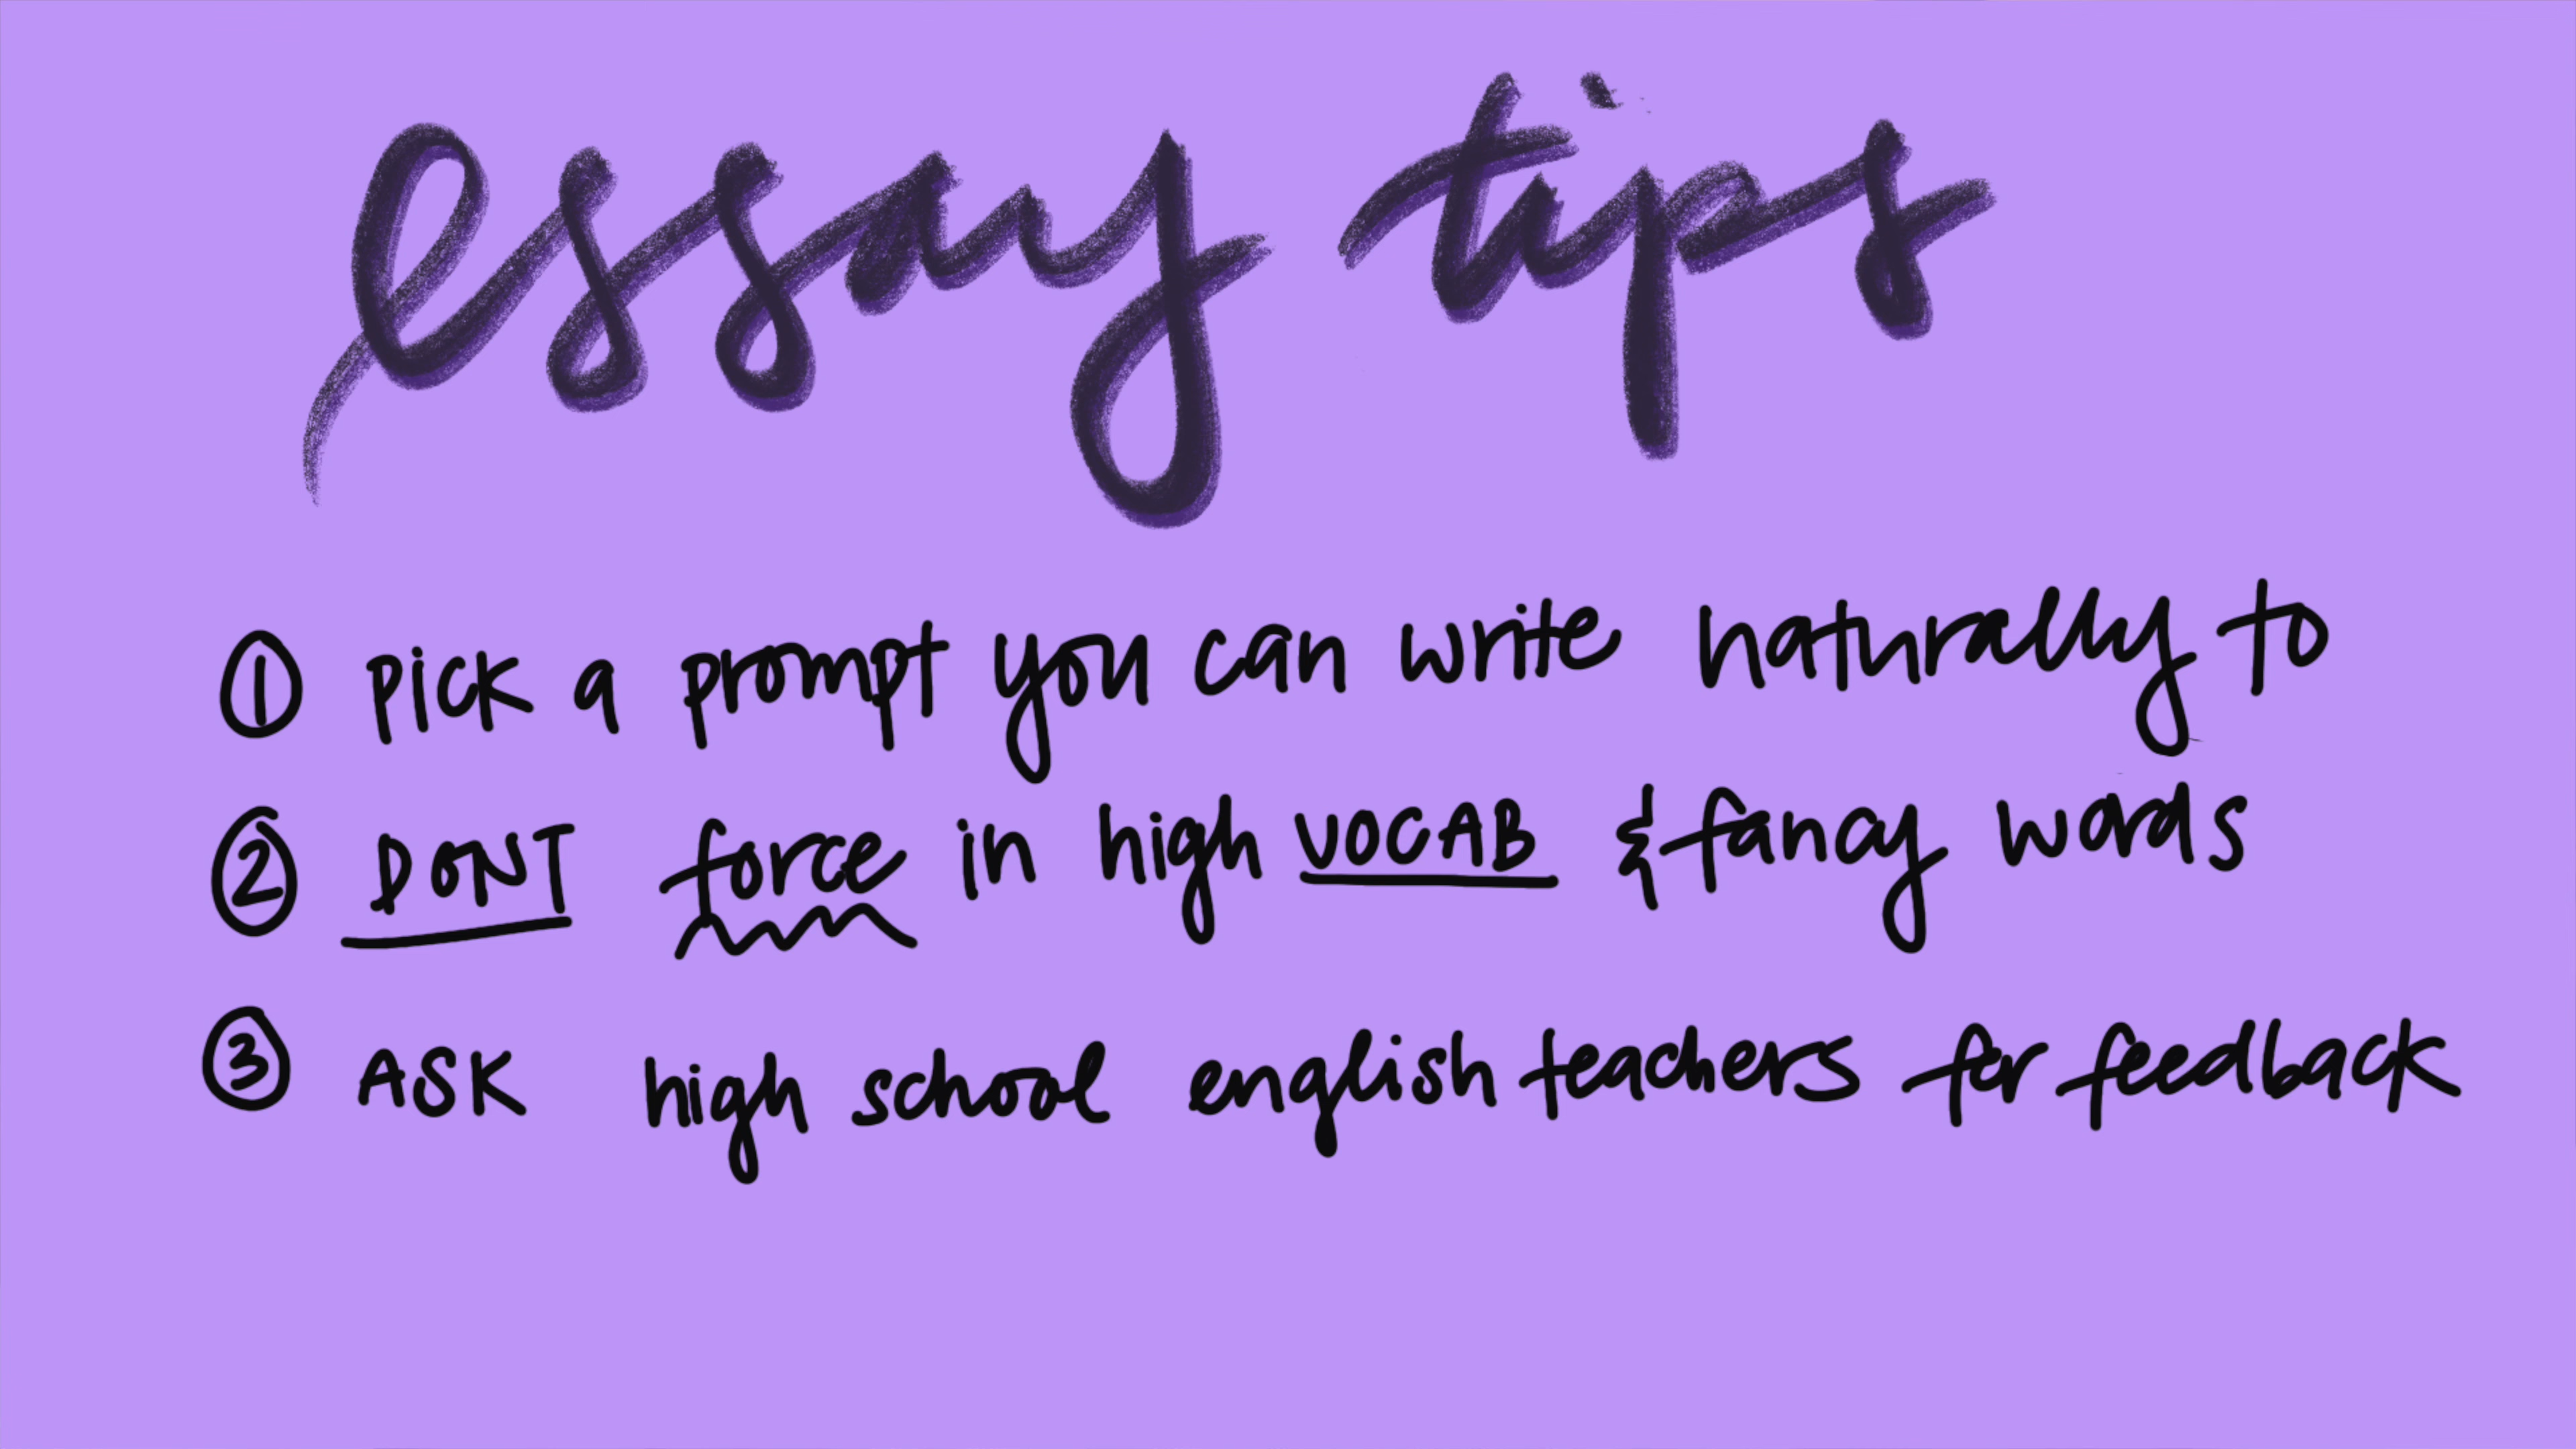 essay tips
① pick a prompt you can write naturally to
② DONT force in high VOCAB & fancy words
③ ASK high school english teachers for feedback